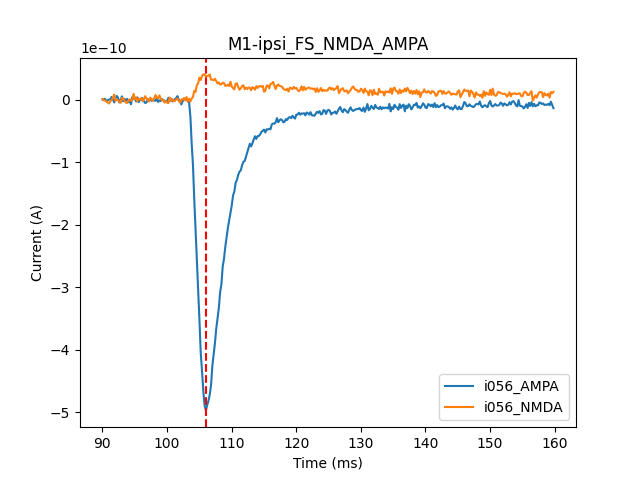 M1-ipsi_FS_NMDA_AMPA
1e−10
0
−1
−2
−3
−4
−5
Current (A)
90 100 110 120 130 140 150 160
Time (ms)
i056_AMPA
i056_NMDA